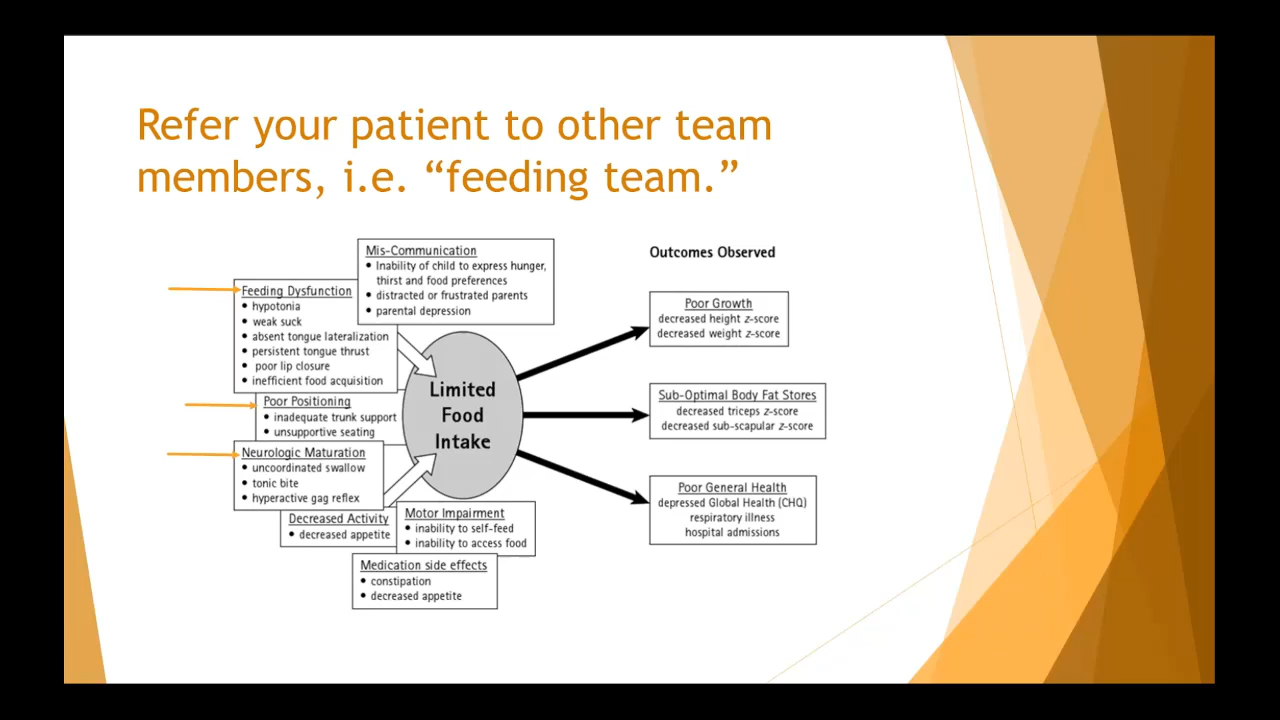 Refer your patient to other team
members, i.e. “feeding team.”
Mis-Communication
• Inability of child to express hunger,
thirst and food preferences
• distracted or frustrated parents
• parental depression
Feeding Dysfunction
• hypotonia
• weak suck
• absent tongue lateralization
• persistent tongue thrust
• poor lip closure
• inefficient food acquisition
Poor Positioning
• inadequate trunk support
• unsupportive seating
Neurologic Maturation
• uncoordinated swallow
• tonic bite
• hyperactive gag reflex
Decreased Activity
• decreased appetite
Motor Impairment
• inability to self-feed
• inability to access food
Medication side effects
• constipation
• decreased appetite
Limited
Food
Intake
Outcomes Observed
Poor Growth
decreased height z-score
decreased weight z-score
Sub-Optimal Body Fat Stores
decreased triceps z-score
decreased sub-scapular z-score
Poor General Health
depressed Global Health (CHQ)
respiratory illness
hospital admissions